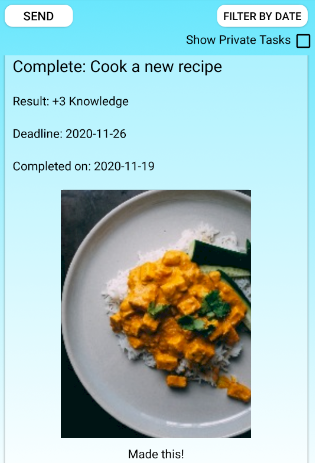 SEND
FILTER BY DATE
Show Private Tasks
Complete: Cook a new recipe
Result: +3 Knowledge
Deadline: 2020-11-26
Completed on: 2020-11-19
Made this!